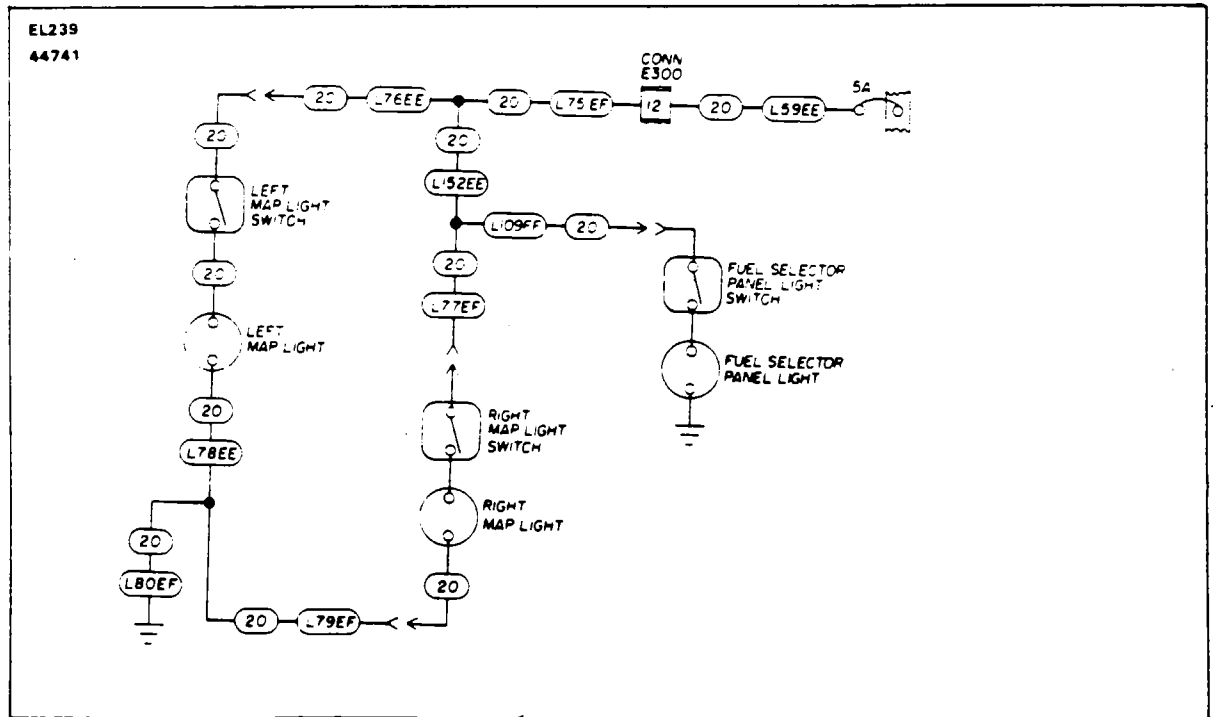 EL239
44741
CONN
E300
5A
20
L76EE
20
L75EF
12
20
L59EE
20
20
L152EE
LEFT
MAP LIGHT
SWITCH
L109EF
20
20
20
FUEL SELECTOR
PANEL LIGHT
SWITCH
L77EF
LEFT
MAP LIGHT
FUEL SELECTOR
PANEL LIGHT
20
RIGHT
MAP LIGHT
SWITCH
L78EE
RIGHT
MAP LIGHT
20
L80EF
20
20
L79EF